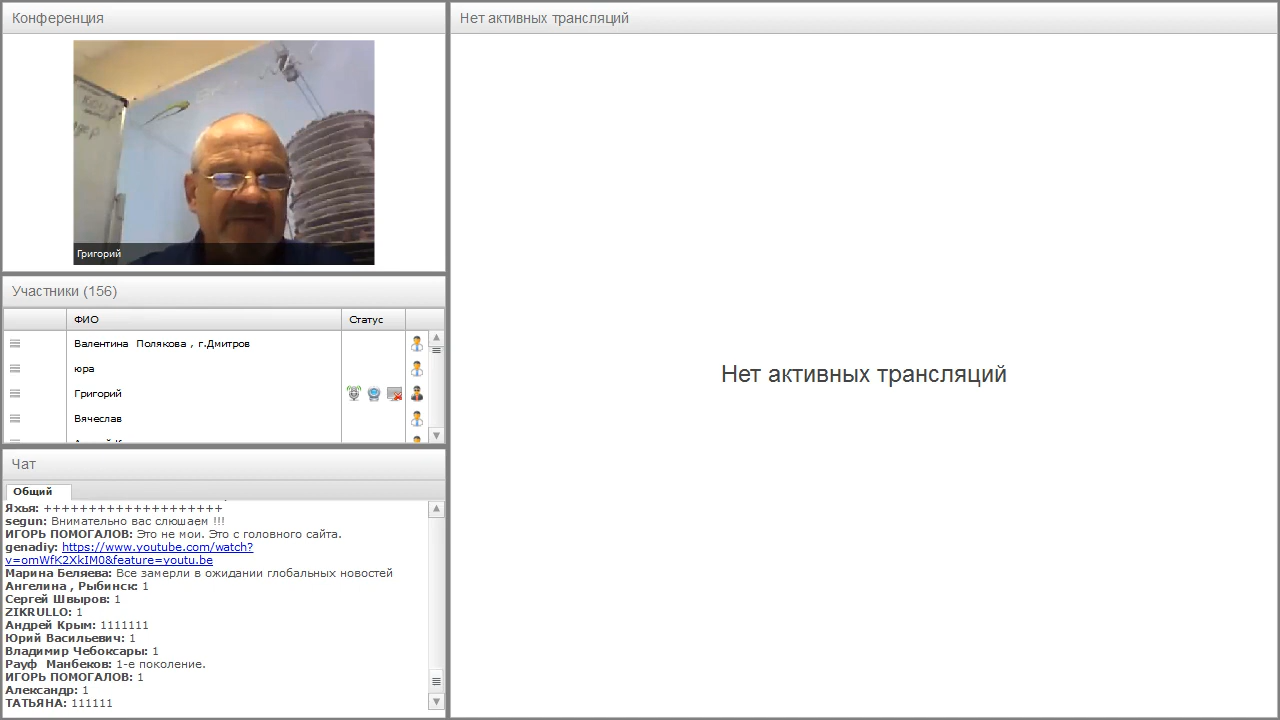 Конференция
Григорий
Участники (156)
ФИО
Статус
Валентина Полякова , г.Дмитров
юра
Григорий
Вячеслав
Чат
Общий
Яхья: ++++++++++++++++++++
segun: Внимательно вас слюшаем !!!
ИГОРЬ ПОМОГАЛОВ: Это не мои. Это с головного сайта.
genadiy: https://www.youtube.com/watch?
v=omWfK2XkIM0&feature=youtu.be
Марина Беляева: Все замерли в ожидании глобальных новостей
Ангелина , Рыбинск: 1
Сергей Швыров: 1
ZIKRULLO: 1
Андрей Крым: 1111111
Юрий Васильевич: 1
Владимир Чебоксары: 1
Рауф Манбеков: 1-е поколение.
ИГОРЬ ПОМОГАЛОВ: 1
Александр: 1
ТАТЬЯНА: 111111
Нет активных трансляций
Нет активных трансляций